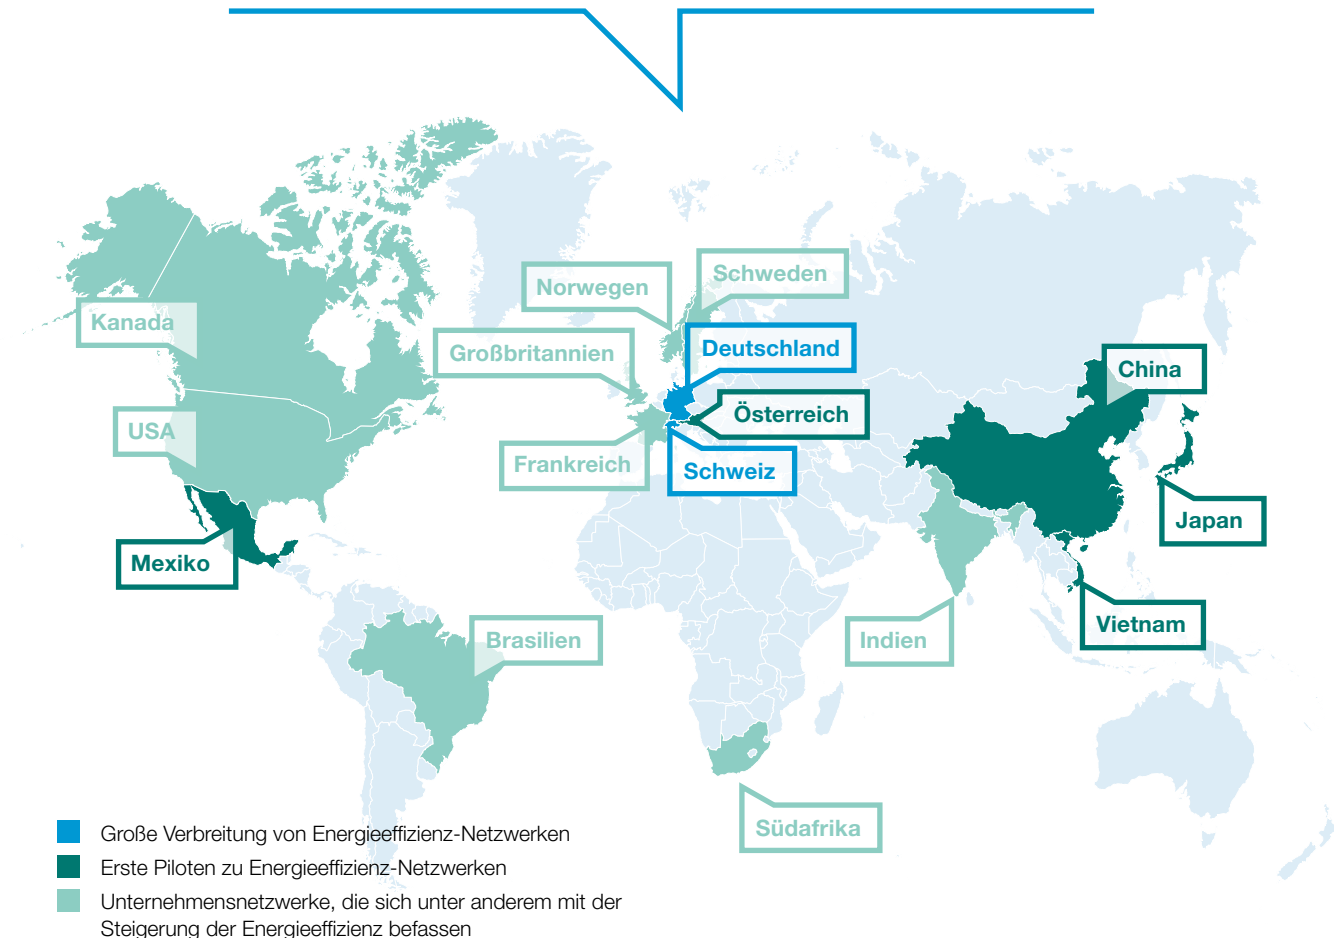 Schweden
Norwegen
Kanada
Großbritannien
Deutschland
China
Österreich
USA
Frankreich
Schweiz
Japan
Mexiko
Vietnam
Brasilien
Indien
Südafrika
Große Verbreitung von Energieeffizienz-Netzwerken
Erste Piloten zu Energieeffizienz-Netzwerken
Unternehmensnetzwerke, die sich unter anderem mit der
Steigerung der Energieeffizienz befassen